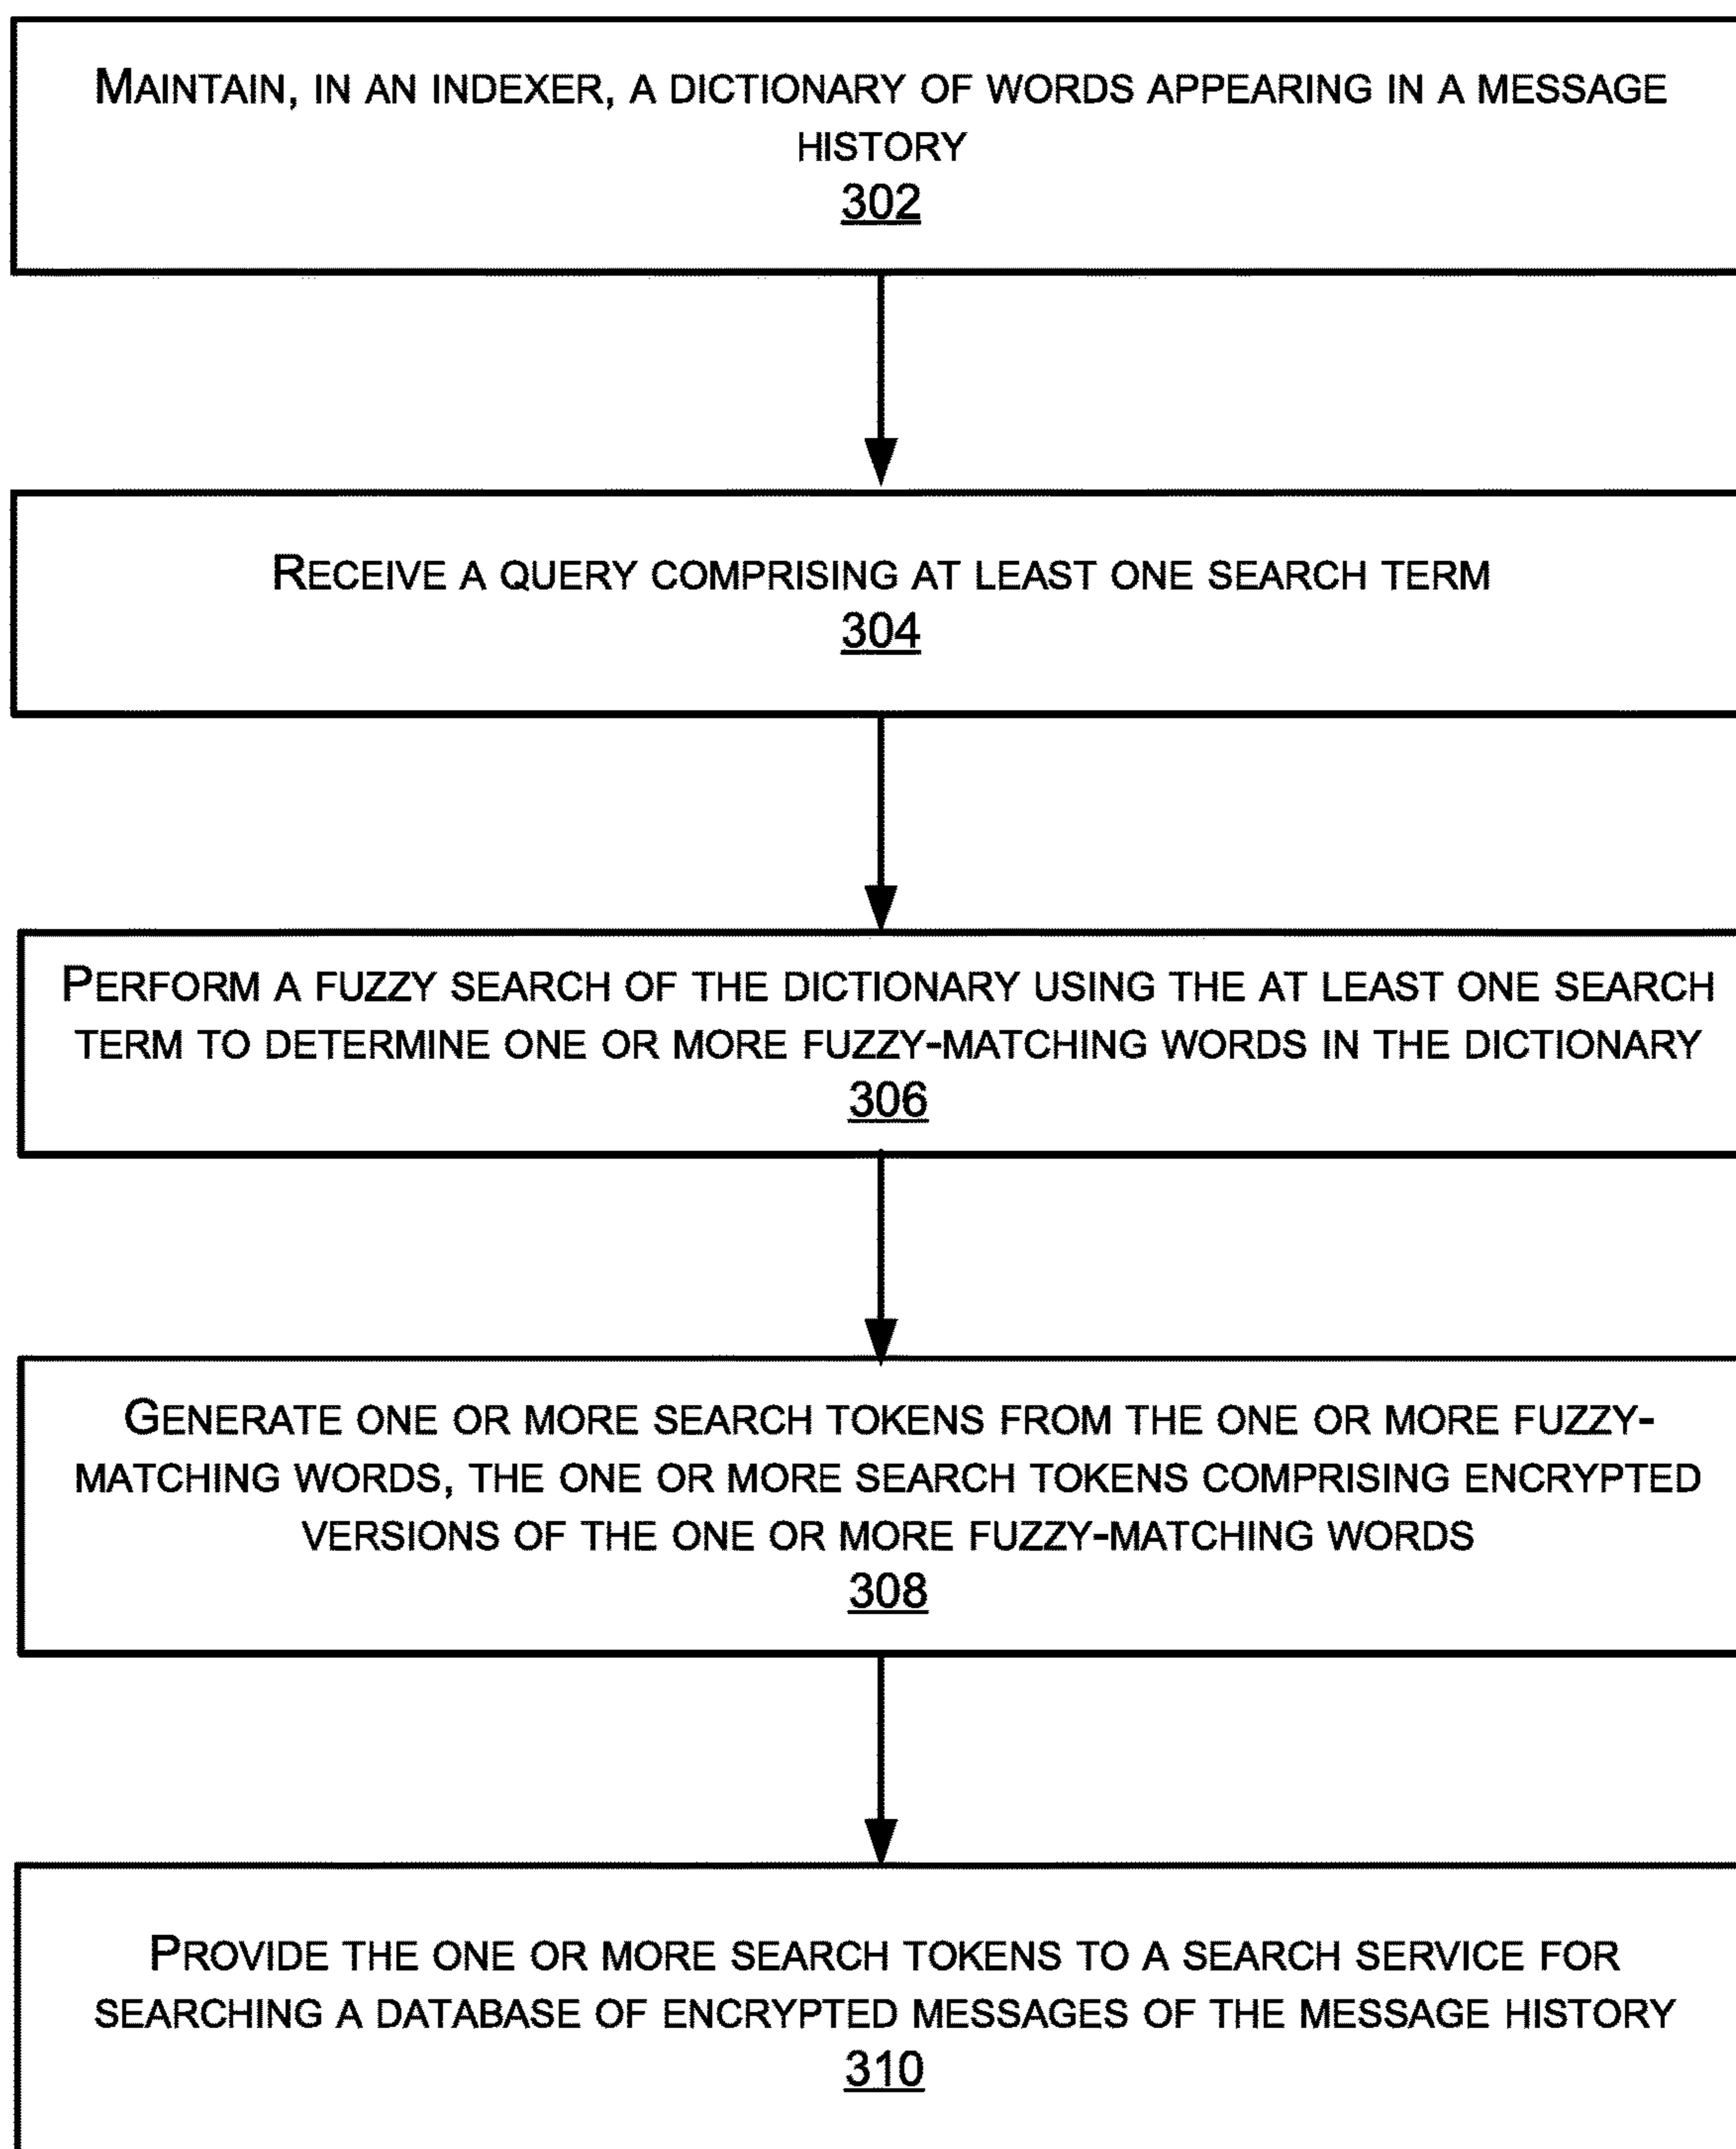 MAINTAIN, IN AN INDEXER, A DICTIONARY OF WORDS APPEARING IN A MESSAGE
HISTORY
302
RECEIVE A QUERY COMPRISING AT LEAST ONE SEARCH TERM
304
PERFORM A FUZZY SEARCH OF THE DICTIONARY USING THE AT LEAST ONE SEARCH
TERM TO DETERMINE ONE OR MORE FUZZY-MATCHING WORDS IN THE DICTIONARY
306
GENERATE ONE OR MORE SEARCH TOKENS FROM THE ONE OR MORE FUZZY-
MATCHING WORDS, THE ONE OR MORE SEARCH TOKENS COMPRISING ENCRYPTED
VERSIONS OF THE ONE OR MORE FUZZY-MATCHING WORDS
308
PROVIDE THE ONE OR MORE SEARCH TOKENS TO A SEARCH SERVICE FOR
SEARCHING A DATABASE OF ENCRYPTED MESSAGES OF THE MESSAGE HISTORY
310